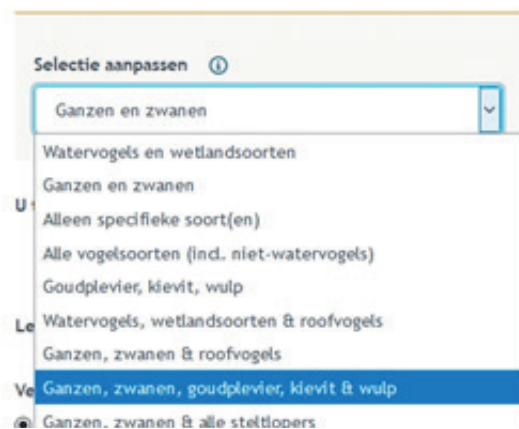 Selectie aanpassen
Ganzen en zwanen
Watervogels en wetlandsoorten
Ganzen en zwanen
U
Alleen specifieke soort(en)
Alle vogelsoorten (incl. niet-watervogels)
Goudplevier, kievit, wulp
Le
Watervogels, wetlandsoorten & roofvogels
Ganzen, zwanen & roofvogels
Ve
Ganzen, zwanen, goudplevier, kievit & wulp
Ganzen, zwanen & alle steltlopers